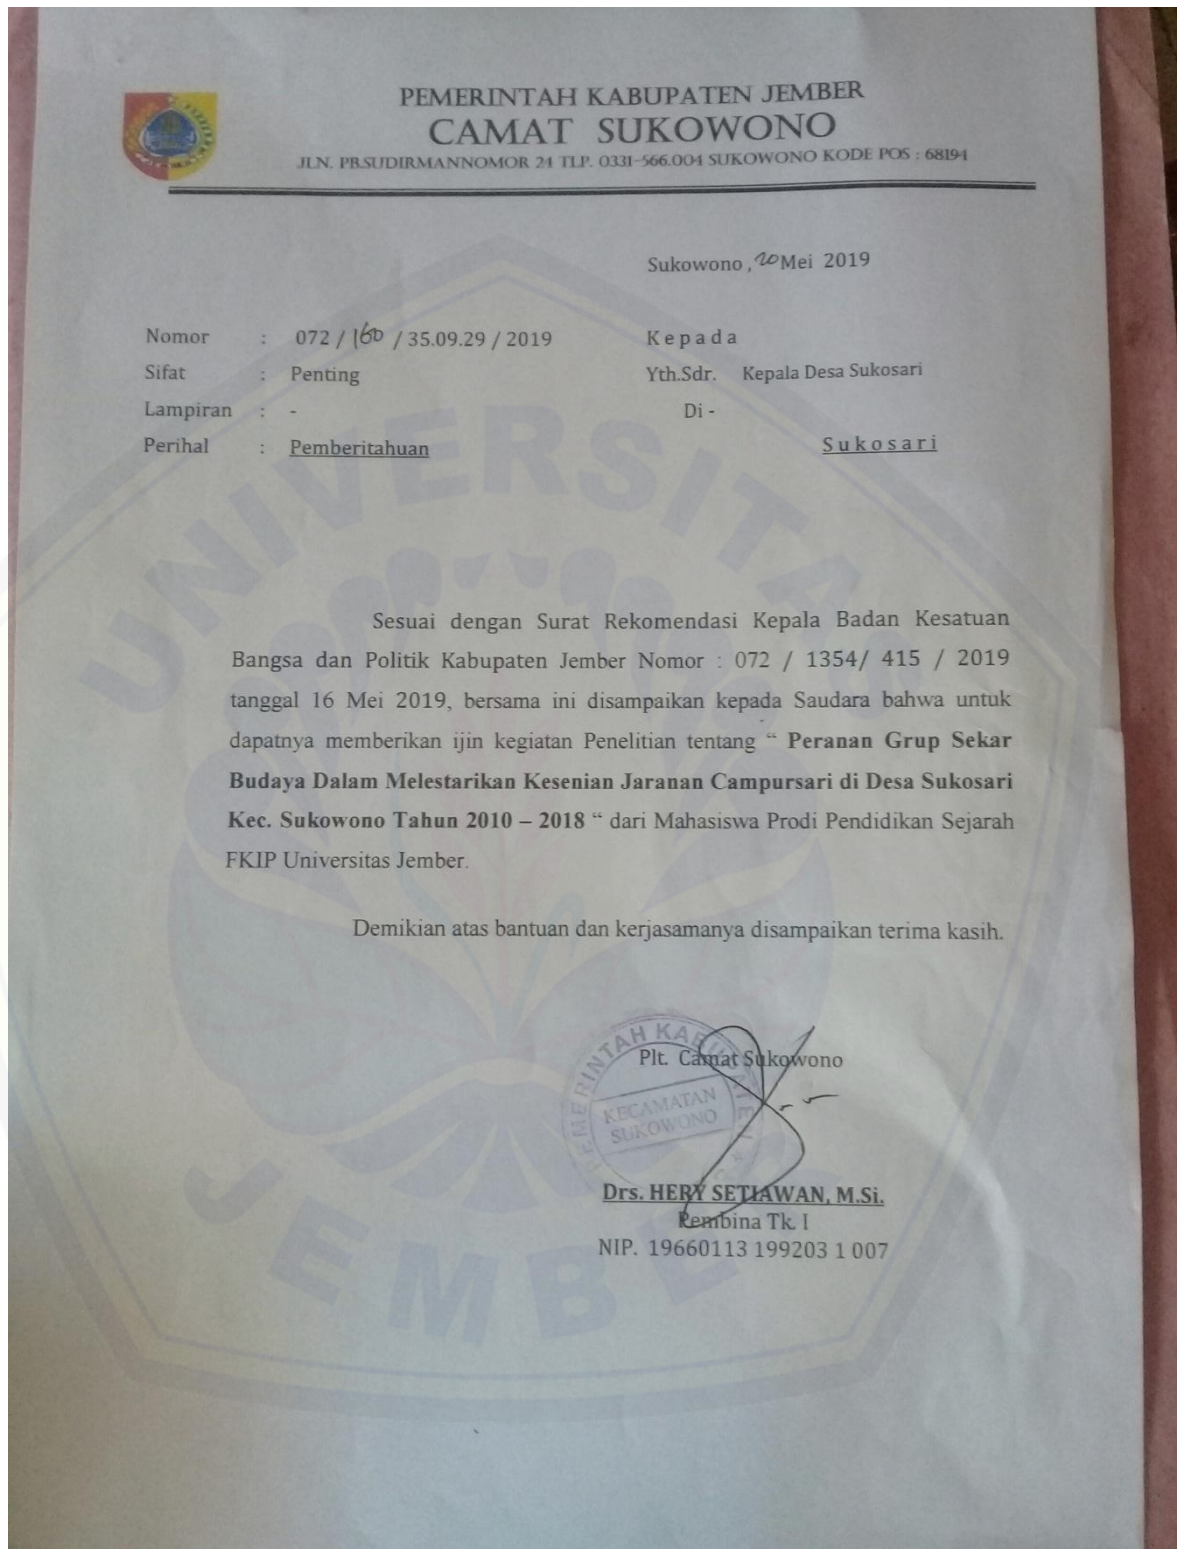 PEMERINTAH KABUPATEN JEMBER
CAMAT SUKOWONO
JLN. PB.SUDIRMANNOMOR 24 TLP. 0331-566.004 SUKOWONO KODE POS : 68194
Sukowono , 20 Mei 2019
Nomor : 072 / 160 / 35.09.29 / 2019
Sifat : Penting
Lampiran : -
Perihal : Pemberitahuan
K e p a d a
Yth.Sdr. Kepala Desa Sukosari
Di -
S u k o s a r i
Sesuai dengan Surat Rekomendasi Kepala Badan Kesatuan
Bangsa dan Politik Kabupaten Jember Nomor : 072 / 1354/ 415 / 2019
tanggal 16 Mei 2019, bersama ini disampaikan kepada Saudara bahwa untuk
dapatnya memberikan ijin kegiatan Penelitian tentang “ Peranan Grup Sekar
Budaya Dalam Melestarikan Kesenian Jaranan Campursari di Desa Sukosari
Kec. Sukowono Tahun 2010 – 2018 “ dari Mahasiswa Prodi Pendidikan Sejarah
FKIP Universitas Jember.
Demikian atas bantuan dan kerjasamanya disampaikan terima kasih.
Plt. Camat Sukowono
PEMERINTAH KABUPATEN
KECAMATAN
SUKOWONO
Drs. HERY SETIAWAN, M.Si.
Pembina Tk. I
NIP. 19660113 199203 1 007
UNIVERSITAS
JEMBER